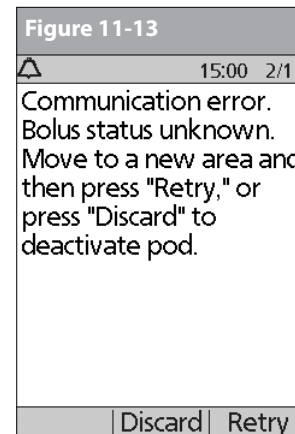 Figure 11-13
15:00 2/1
Communication error.
Bolus status unknown.
Move to a new area and
then press "Retry," or
press "Discard" to
deactivate pod.
Discard Retry